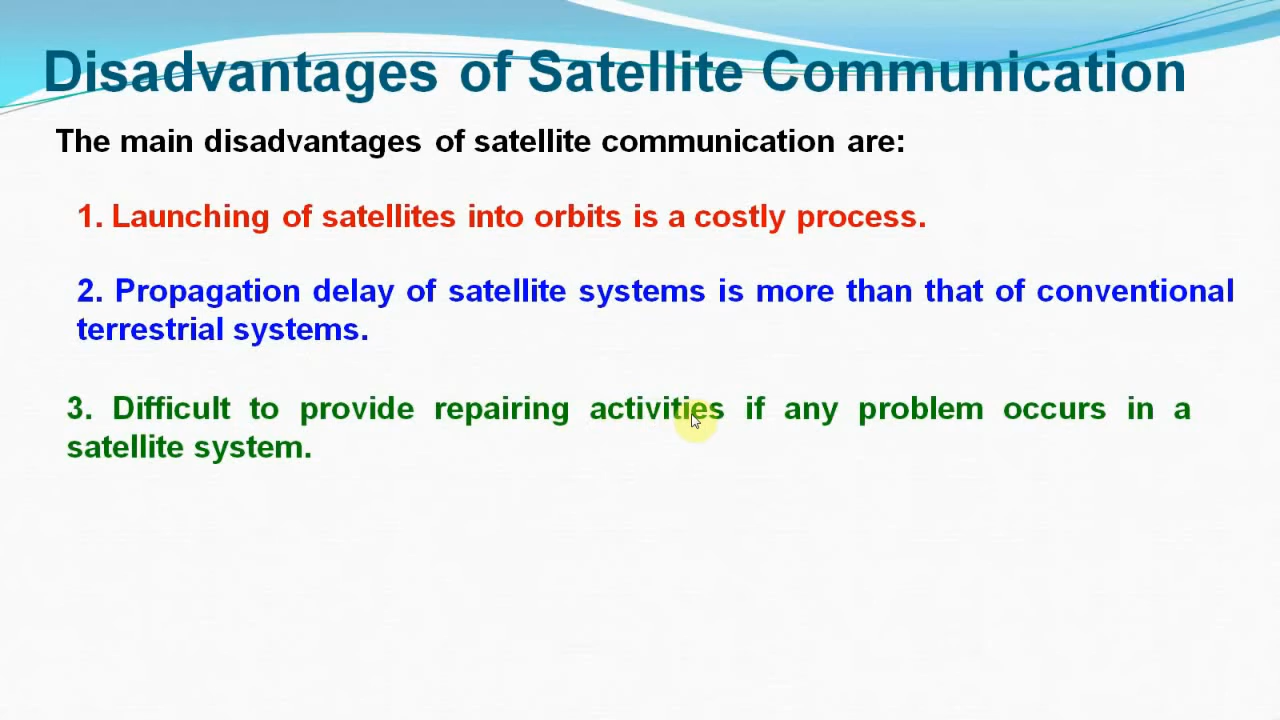 Disadvantages of Satellite Communication
The main disadvantages of satellite communication are:
1. Launching of satellites into orbits is a costly process.
2. Propagation delay of satellite systems is more than that of conventional
terrestrial systems.
3. Difficult to provide repairing activities if any problem occurs in a
satellite system.